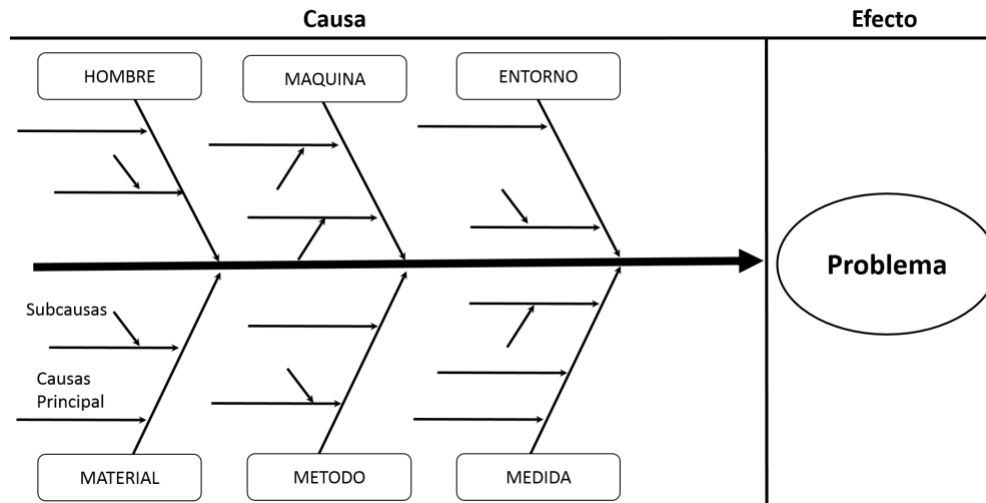 Causa
Efecto
HOMBRE
MAQUINA
ENTORNO
Problema
Subcausas
Causas
Principal
MATERIAL
METODO
MEDIDA